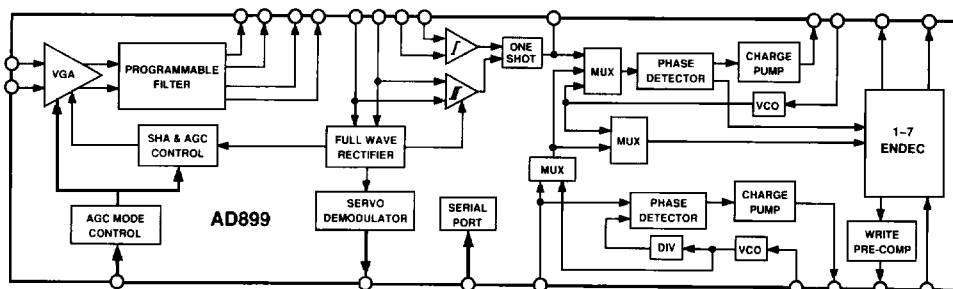 VGA
PROGRAMMABLE
FILTER
ONE
SHOT
MUX
PHASE
DETECTOR
CHARGE
PUMP
VCO
SHA & AGC
CONTROL
FULL WAVE
RECTIFIER
MUX
1–7
ENDEC
MUX
AGC MODE
CONTROL
AD899
SERVO
DEMODULATOR
SERIAL
PORT
PHASE
DETECTOR
CHARGE
PUMP
DIV
VCO
WRITE
PRE-COMP